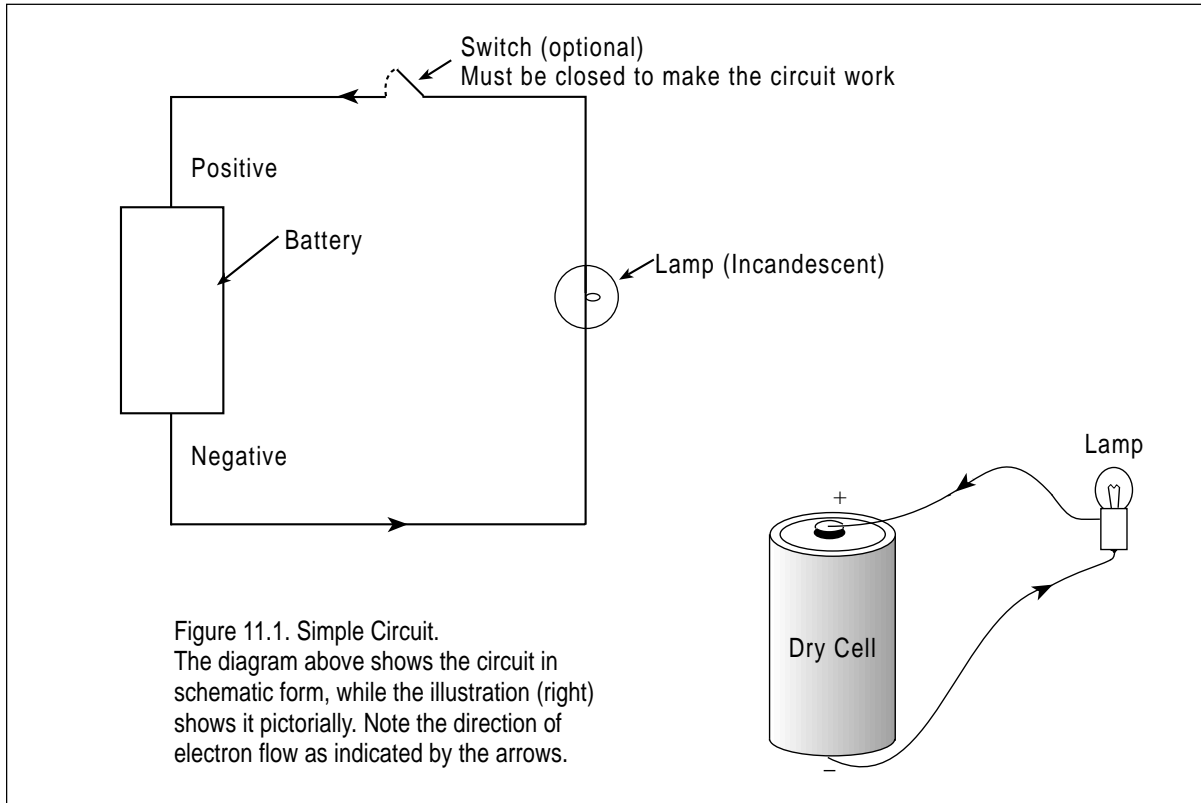 Switch (optional)
Must be closed to make the circuit work
Positive
Battery
Lamp (Incandescent)
Negative
Lamp
+
Dry Cell
–
Figure 11.1. Simple Circuit.
The diagram above shows the circuit in
schematic form, while the illustration (right)
shows it pictorially. Note the direction of
electron flow as indicated by the arrows.